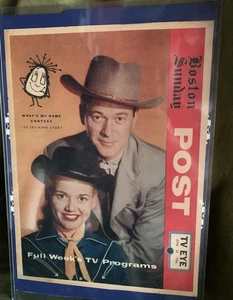 Boston
Sunday
POST
WHAT'S MY NAME
CONTEST
TV EYE
Full Week's TV Programs